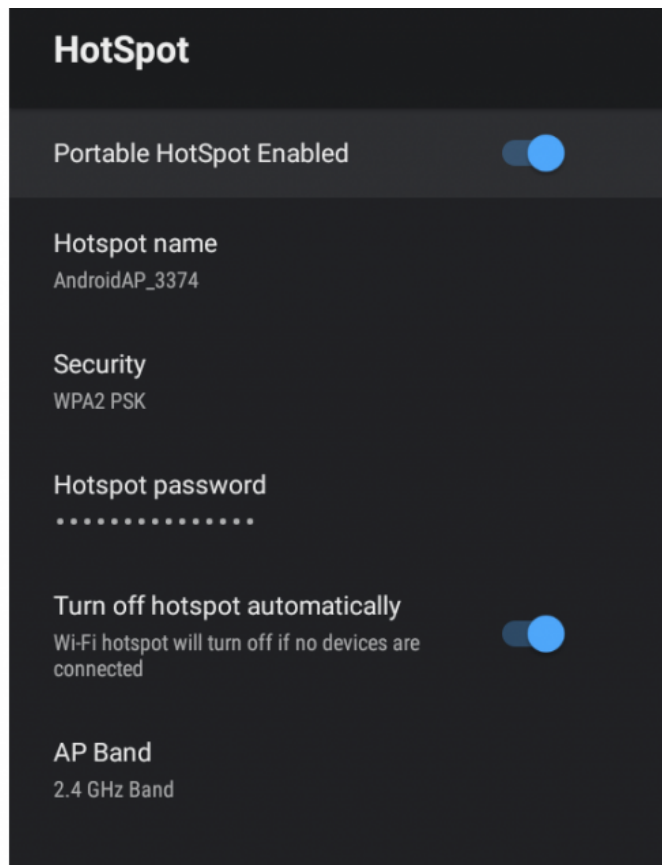 HotSpot
Portable HotSpot Enabled
Hotspot name
AndroidAP_3374
Security
WPA2 PSK
Hotspot password
•••••••••••••••
Turn off hotspot automatically
Wi-Fi hotspot will turn off if no devices are
connected
AP Band
2.4 GHz Band